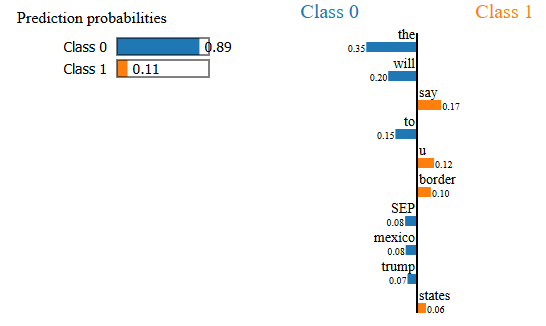 Prediction probabilities
Class 0 0.89
Class 1 0.11
Class 0 Class 1
the
0.35
will
0.20
say
0.17
to
0.15
u
0.12
border
0.10
SEP
0.08
mexico
0.08
trump
0.07
states
0.06